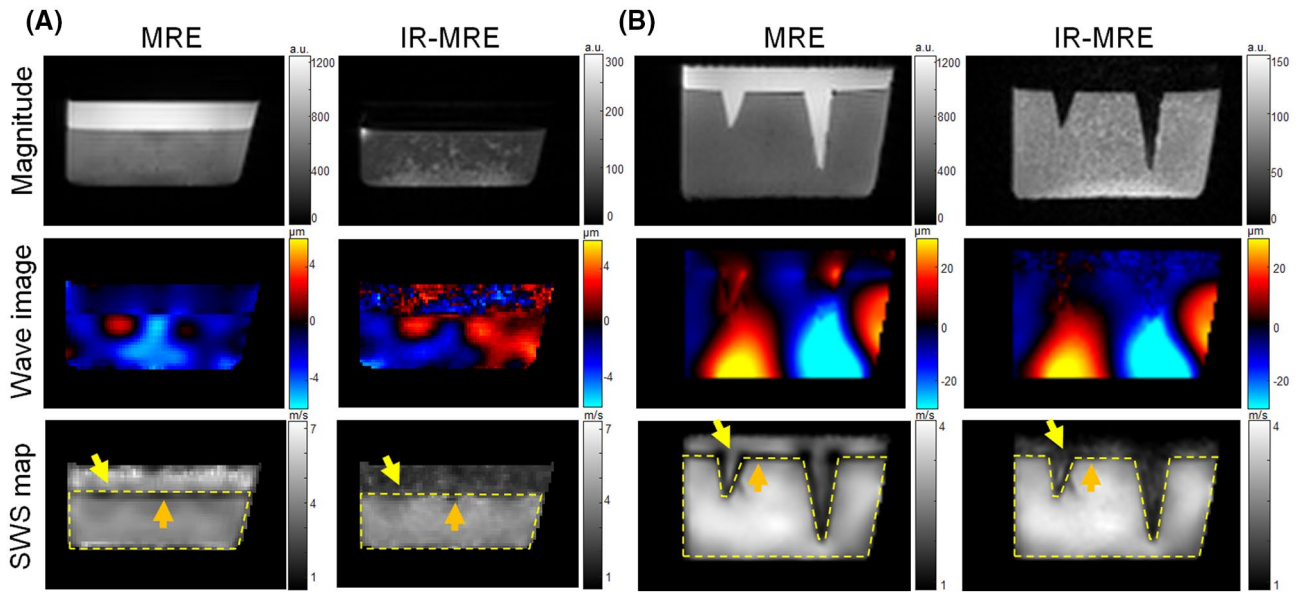 (A)
MRE
IR-MRE
(B)
MRE
IR-MRE
Magnitude
a.u.
1200
800
400
0
a.u.
300
200
100
0
a.u.
1200
800
400
0
a.u.
150
100
50
0
Wave image
µm
4
0
-4
µm
4
0
-4
µm
20
0
-20
µm
20
0
-20
SWS map
m/s
7
4
1
m/s
7
4
1
m/s
4
1
m/s
4
1